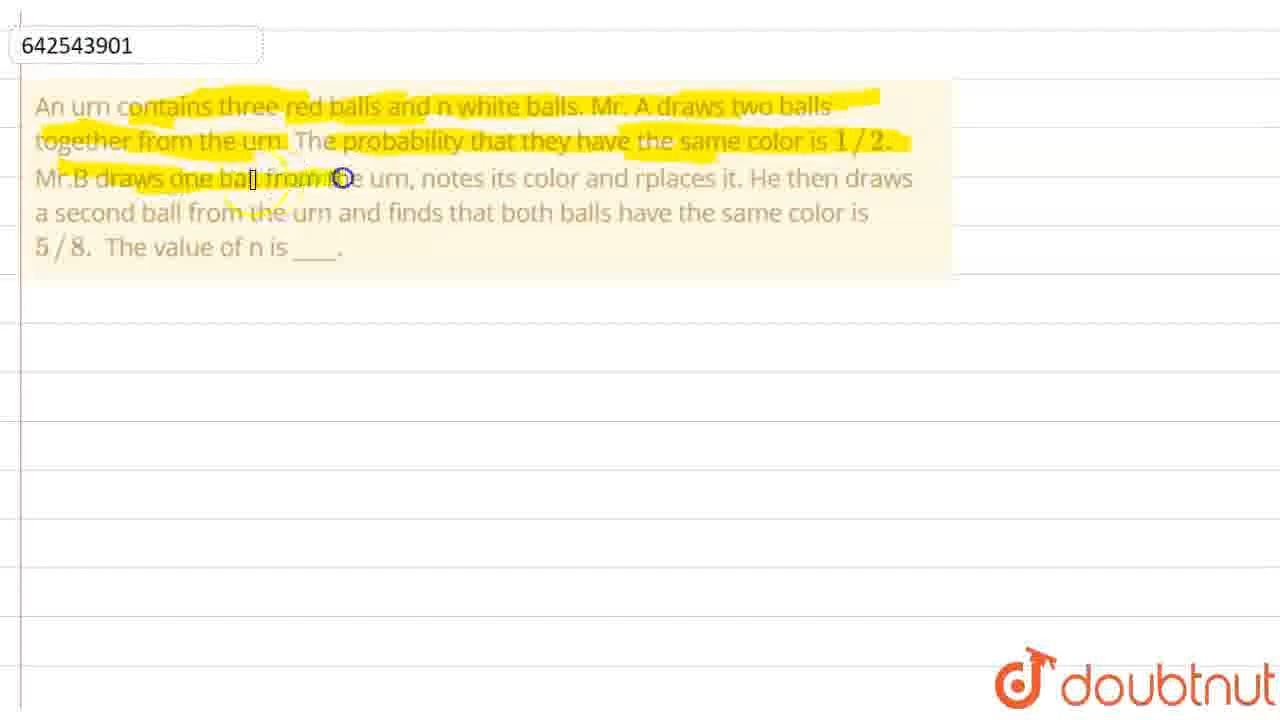 642543901
An urn contains three red balls and n white balls. Mr. A draws two balls
together from the urn. The probability that they have the same color is 1/2.
Mr.B draws one ball from the urn, notes its color and rplaces it. He then draws
a second ball from the urn and finds that both balls have the same color is
5/8. The value of n is ___.
doubtnut